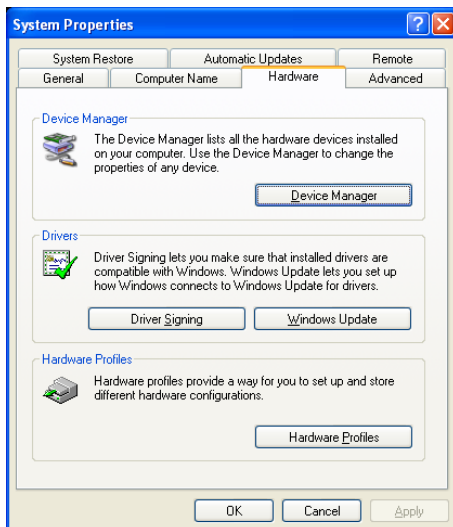 System Properties
System Restore Automatic Updates Remote
General Computer Name Hardware Advanced
Device Manager
The Device Manager lists all the hardware devices installed
on your computer. Use the Device Manager to change the
properties of any device.
Device Manager
Drivers
Driver Signing lets you make sure that installed drivers are
compatible with Windows. Windows Update lets you set up
how Windows connects to Windows Update for drivers.
Driver Signing Windows Update
Hardware Profiles
Hardware profiles provide a way for you to set up and store
different hardware configurations.
Hardware Profiles
OK Cancel Apply